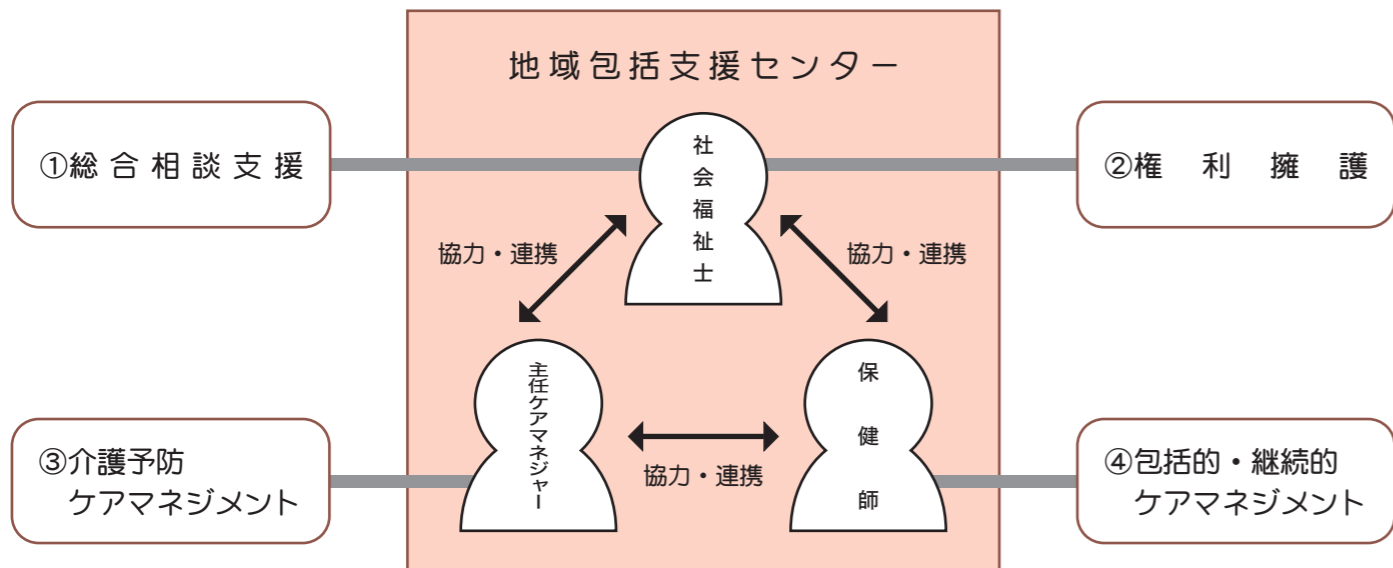 地域包括支援センター
①総合相談支援
社会福祉士
②権利擁護
協力・連携
協力・連携
主任ケアマネジャー
保健師
③介護予防
ケアマネジメント
協力・連携
④包括的・継続的
ケアマネジメント